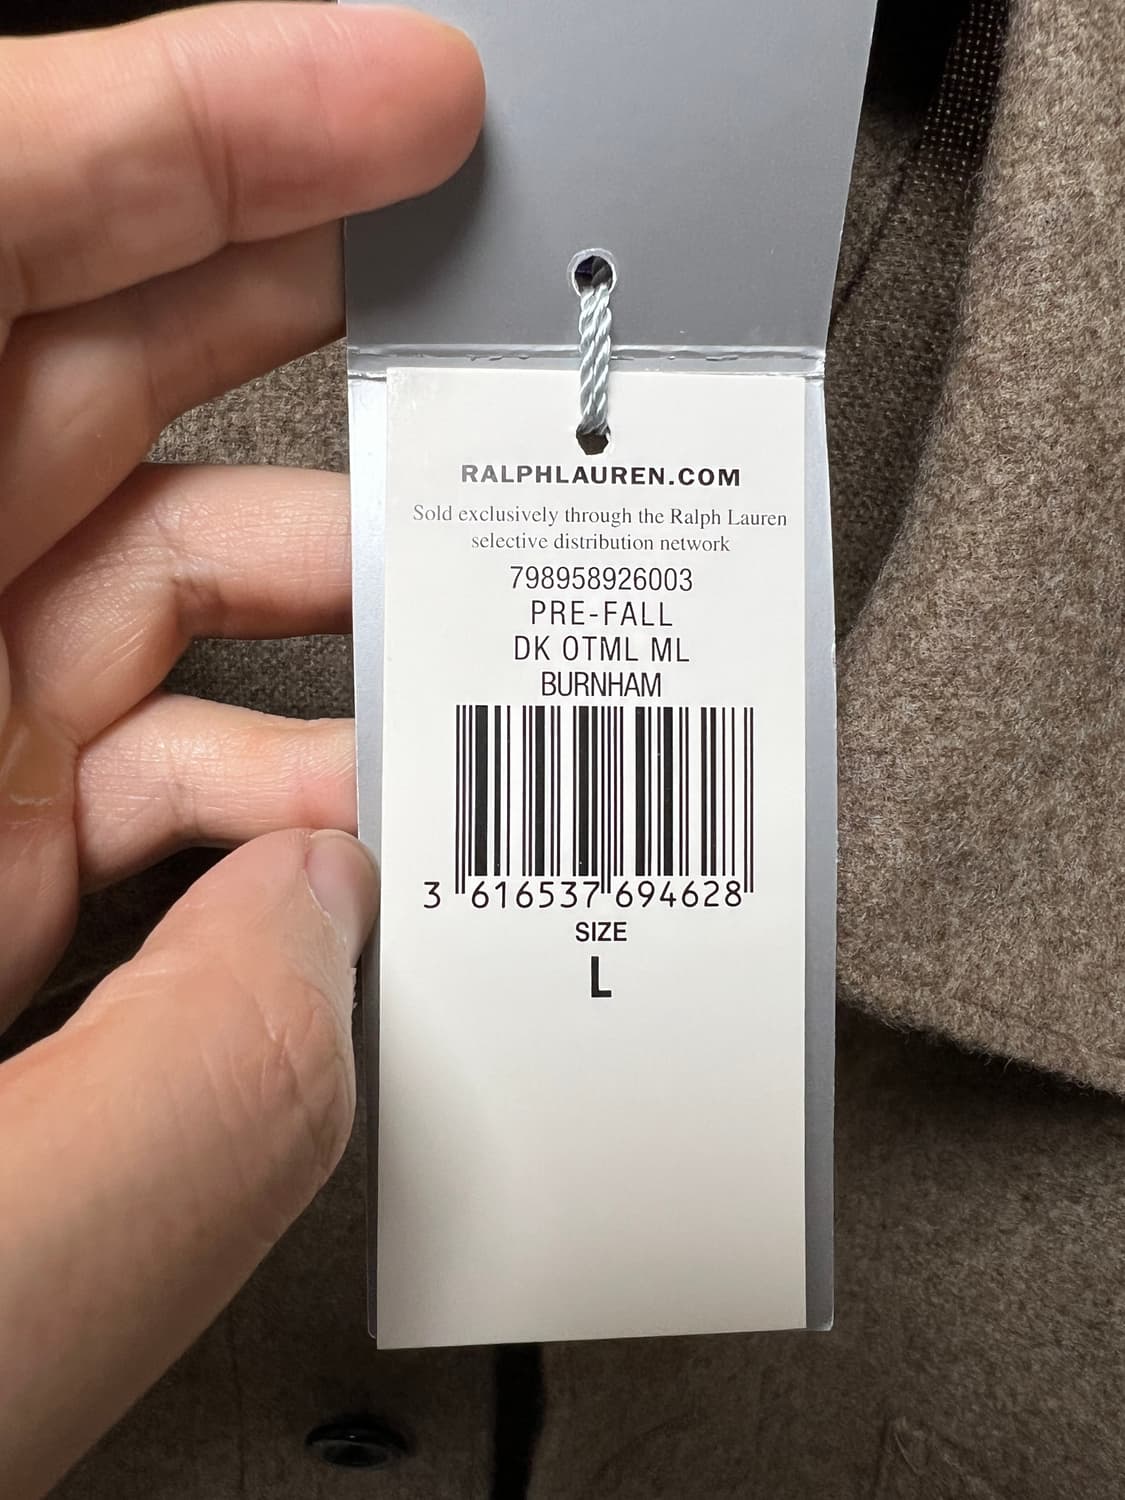 RALPHLAUREN.COM
Sold exclusively through the Ralph Lauren
selective distribution network
798958926003
PRE-FALL
DK OTML ML
BURNHAM
3 616537 694628
SIZE
L